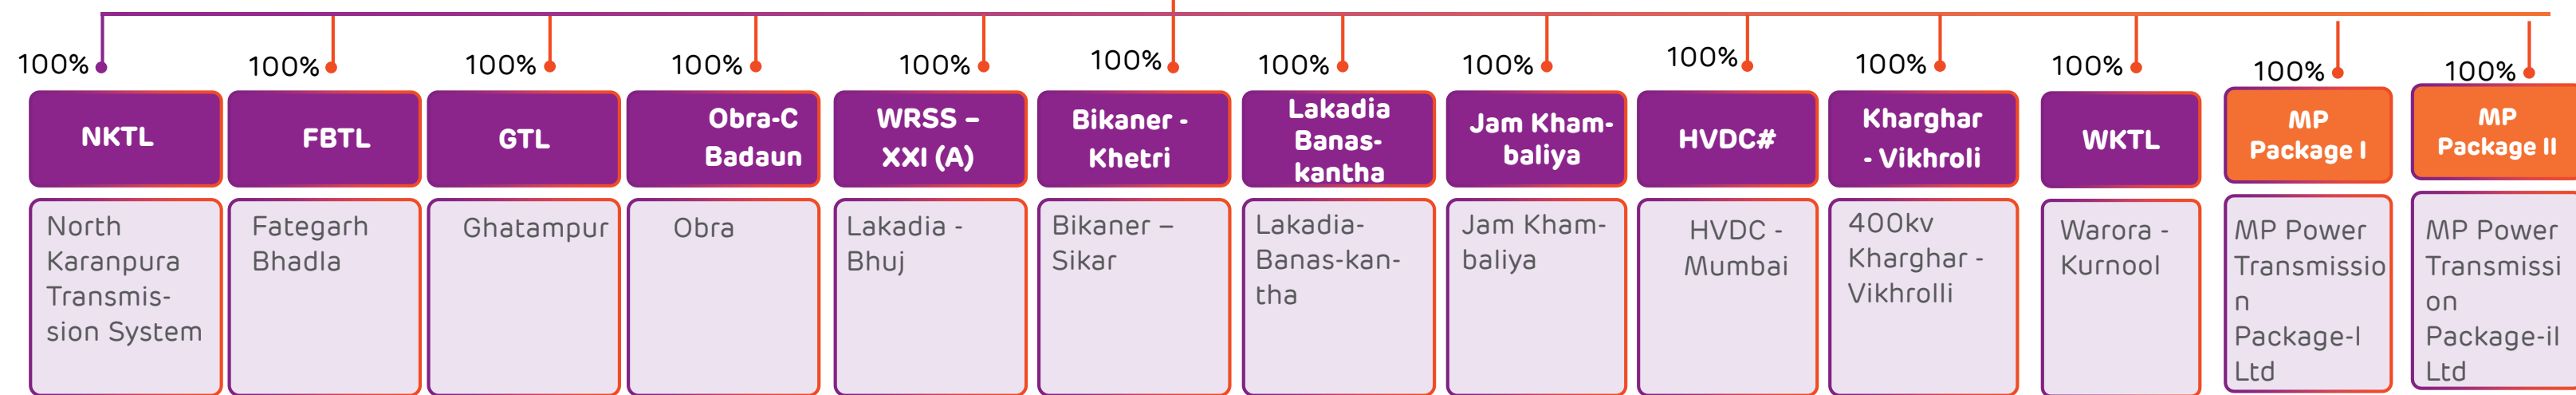 100%
100%
100%
100%
100%
100%
100%
100%
100%
100%
100%
100%
100%
NKTL
FBTL
GTL
Obra-C
Badaun
WRSS –
XXI (A)
Bikaner -
Khetri
Lakadia
Banas-
kantha
Jam Kham-
baliya
HVDC#
Kharghar
- Vikhroli
WKTL
MP
Package I
MP
Package II
North
Karanpura
Transmis-
sion System
Fategarh
Bhadla
Ghatampur
Obra
Lakadia -
Bhuj
Bikaner –
Sikar
Lakadia-
Banas-kan-
tha
Jam Kham-
baliya
HVDC -
Mumbai
400kv
Kharghar -
Vikhrolli
Warora -
Kurnool
MP Power
Transmissio
n
Package-I
Ltd
MP Power
Transmissi
on
Package-iI
Ltd